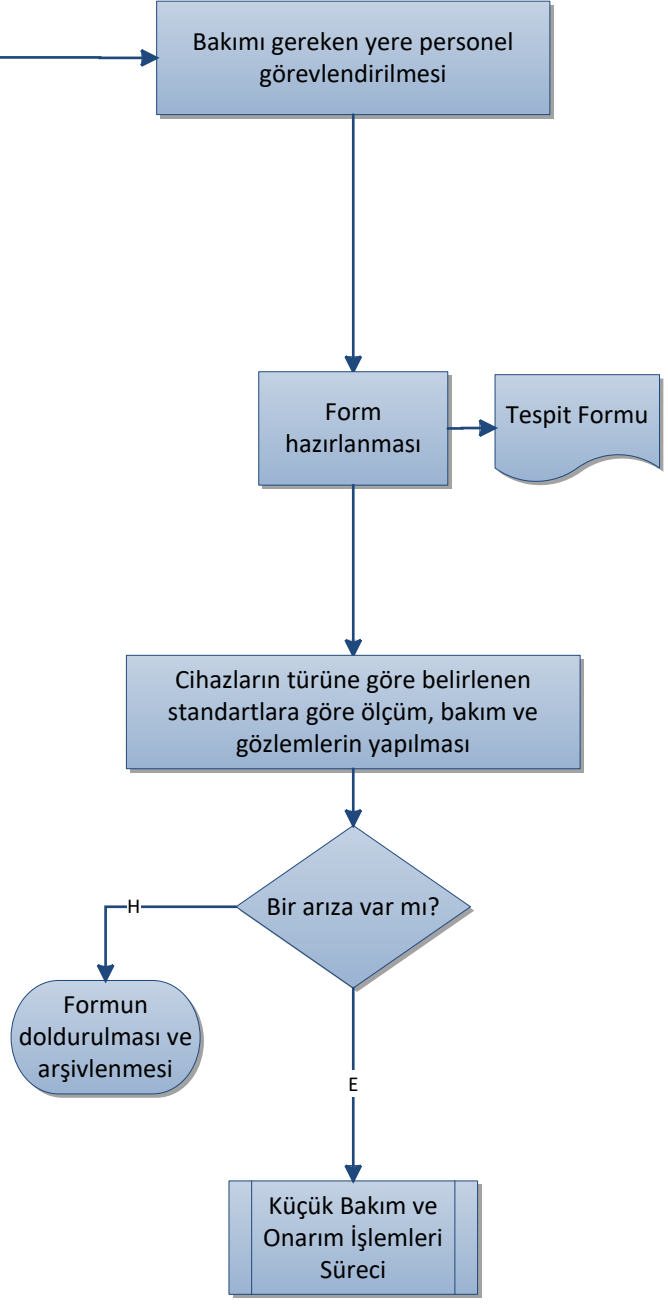 Bakımı gereken yere personel
görevlendirilmesi
Form
hazırlanması
Tespit Formu
Cihazların türüne göre belirlenen
standartlara göre ölçüm, bakım ve
gözlemlerin yapılması
Bir arıza var mı?
H
Formun
doldurulması ve
arşivlenmesi
E
Küçük Bakım ve
Onarım İşlemleri
Süreci